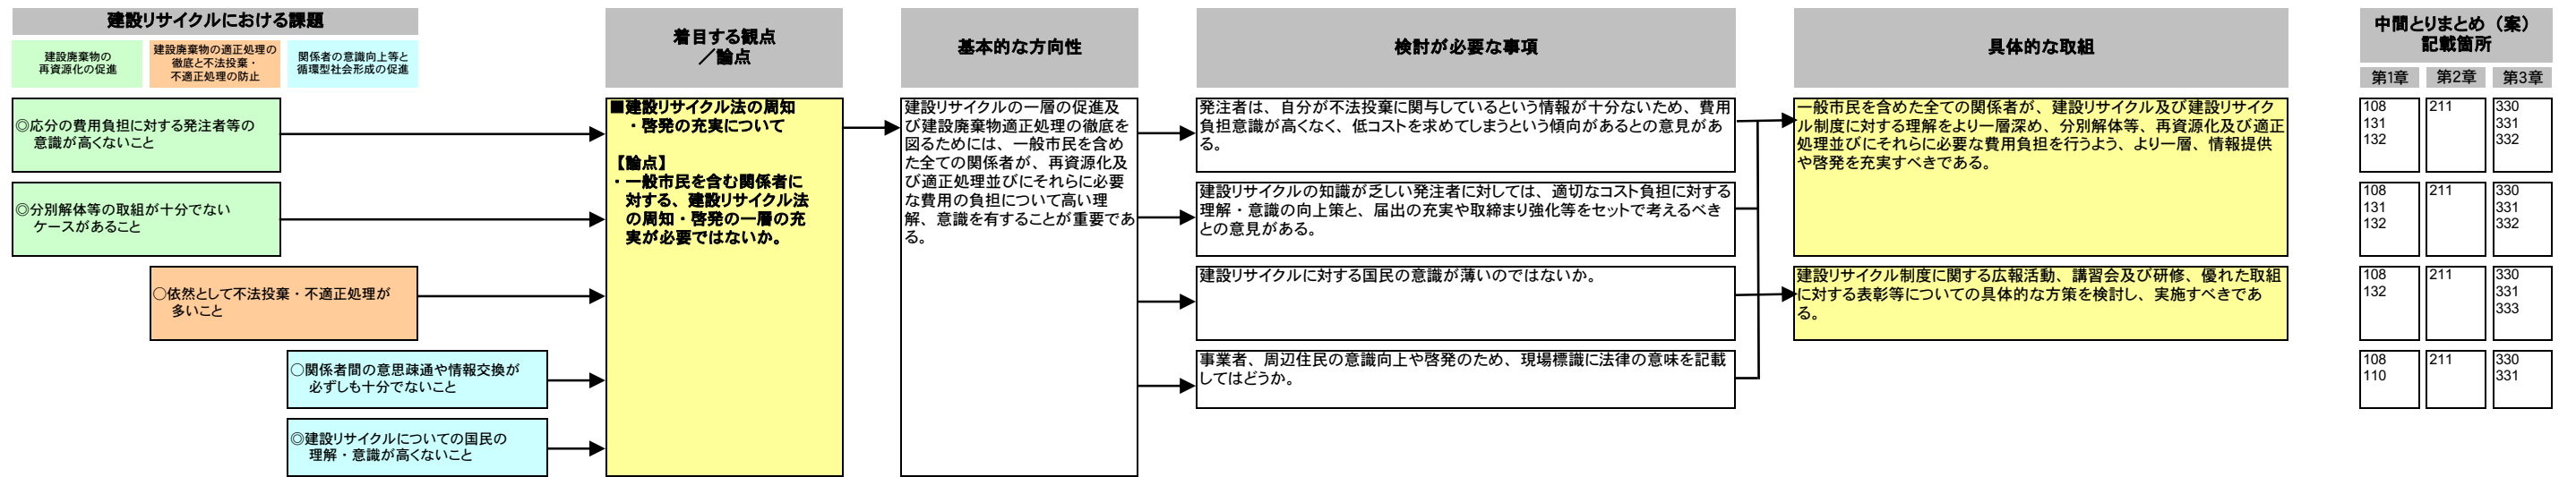 建設リサイクルにおける課題
建設廃棄物の
再資源化の促進
建設廃棄物の適正処理の
徹底と不法投棄・
不適正処理の防止
関係者の意識向上等と
循環型社会形成の促進
着目する観点
／論点
基本的な方向性
検討が必要な事項
具体的な取組
中間とりまとめ（案）
記載箇所
第1章
第2章
第3章
◎応分の費用負担に対する発注者等の
意識が高くないこと
◎分別解体等の取組が十分でない
ケースがあること
○依然として不法投棄・不適正処理が
多いこと
○関係者間の意思疎通や情報交換が
必ずしも十分でないこと
◎建設リサイクルについての国民の
理解・意識が高くないこと
■建設リサイクル法の周知
・啓発の充実について
【論点】
・一般市民を含む関係者に
対する、建設リサイクル法
の周知・啓発の一層の充
実が必要ではないか。
建設リサイクルの一層の促進及
び建設廃棄物適正処理の徹底を
図るためには、一般市民を含め
た全ての関係者が、再資源化及
び適正処理並びにそれらに必要
な費用の負担について高い理
解、意識を有することが重要であ
る。
発注者は、自分が不法投棄に関与しているという情報が十分ないため、費用
負担意識が高くなく、低コストを求めてしまうという傾向があるとの意見があ
る。
建設リサイクルの知識が乏しい発注者に対しては、適切なコスト負担に対する
理解・意識の向上策と、届出の充実や取締まり強化等をセットで考えるべき
との意見がある。
建設リサイクルに対する国民の意識が薄いのではないか。
事業者、周辺住民の意識向上や啓発のため、現場標識に法律の意味を記載
してはどうか。
一般市民を含めた全ての関係者が、建設リサイクル及び建設リサイク
ル制度に対する理解をより一層深め、分別解体等、再資源化及び適正
処理並びにそれらに必要な費用負担を行うよう、より一層、情報提供
や啓発を充実すべきである。
建設リサイクル制度に関する広報活動、講習会及び研修、優れた取組
に対する表彰等についての具体的な方策を検討し、実施すべきであ
る。
108
131
132
211
330
331
332
108
131
132
211
330
331
332
108
132
211
330
331
333
108
110
211
330
331